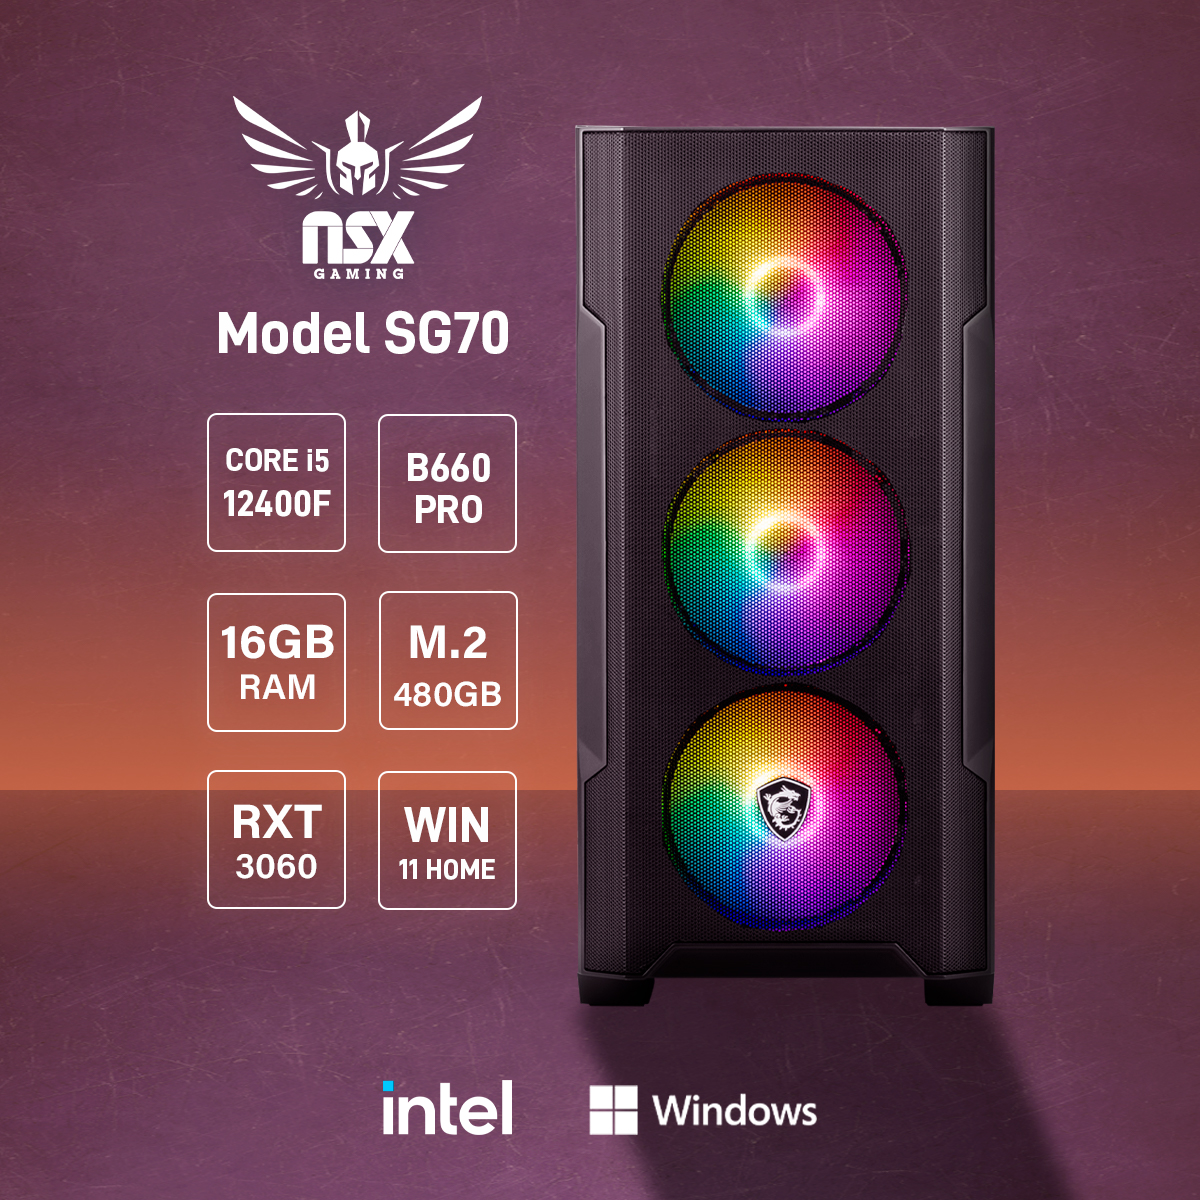 NSX
GAMING
Model SG70
CORE i5
12400F
B660
PRO
16GB
RAM
M.2
480GB
RXT
3060
WIN
11 HOME
intel
Windows